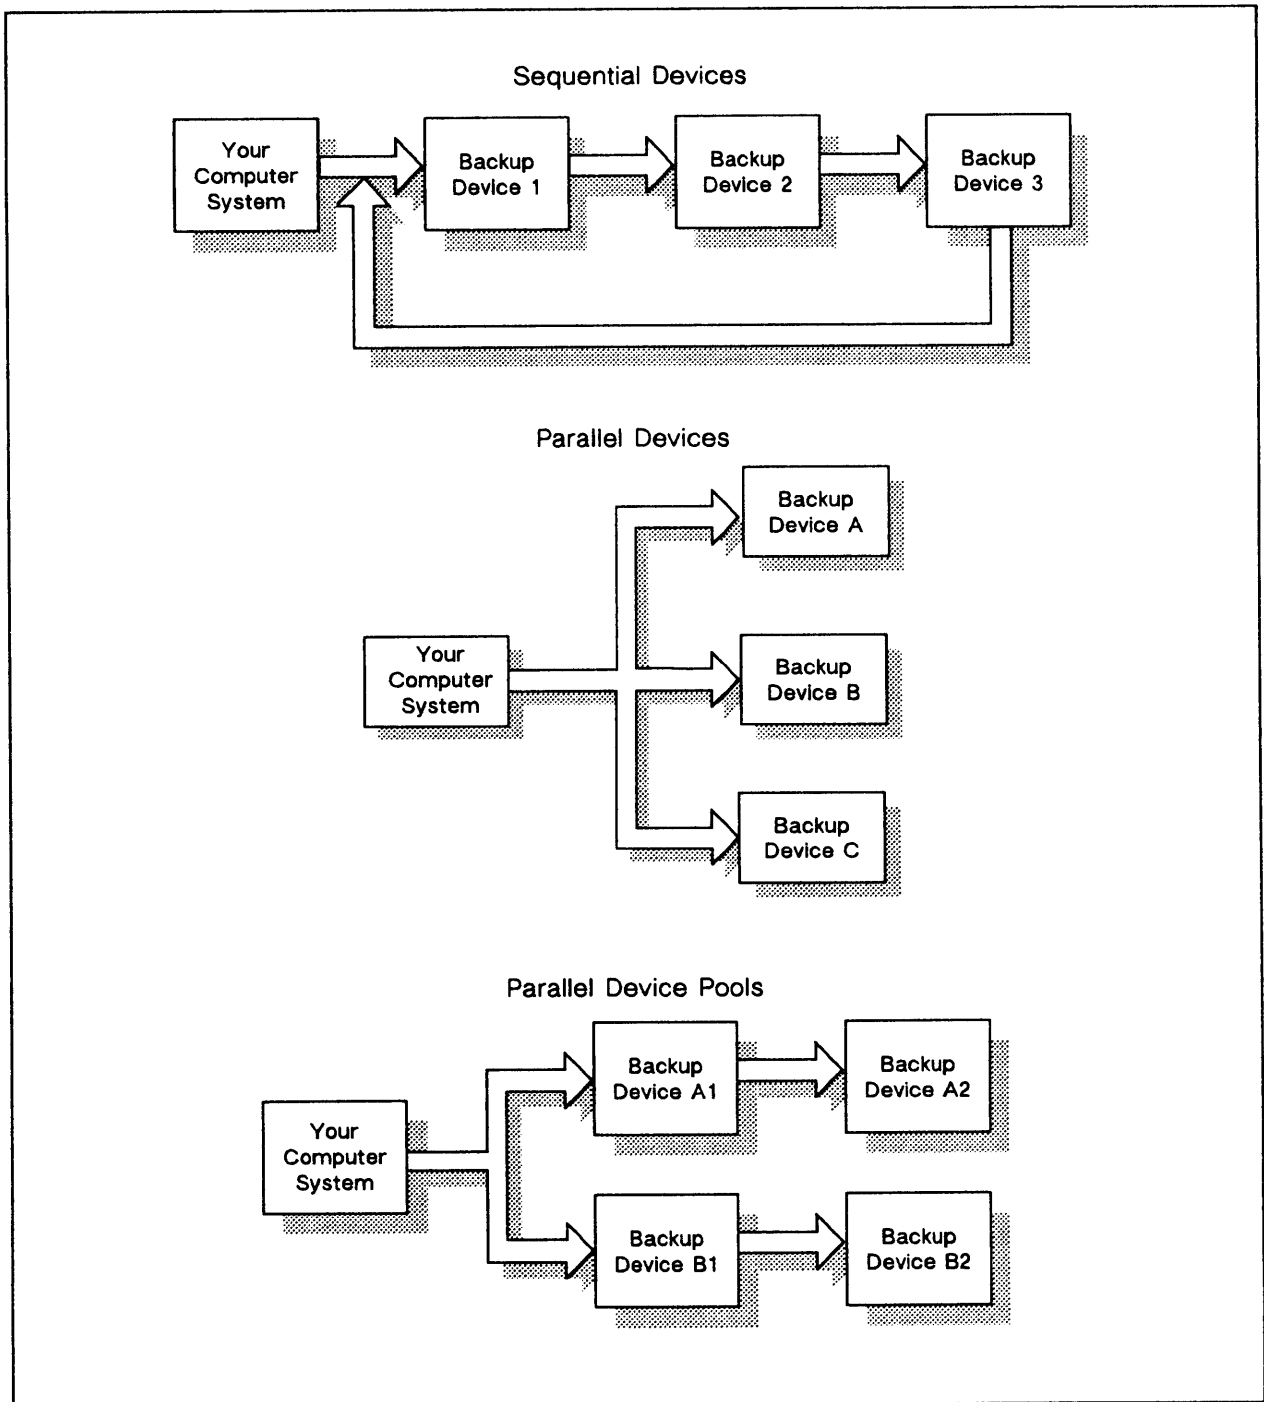 Sequential Devices
Your
Computer
System
Backup
Device 1
Backup
Device 2
Backup
Device 3
Parallel Devices
Backup
Device A
Your
Computer
System
Backup
Device B
Backup
Device C
Parallel Device Pools
Backup
Device A1
Backup
Device A2
Your
Computer
System
Backup
Device B1
Backup
Device B2